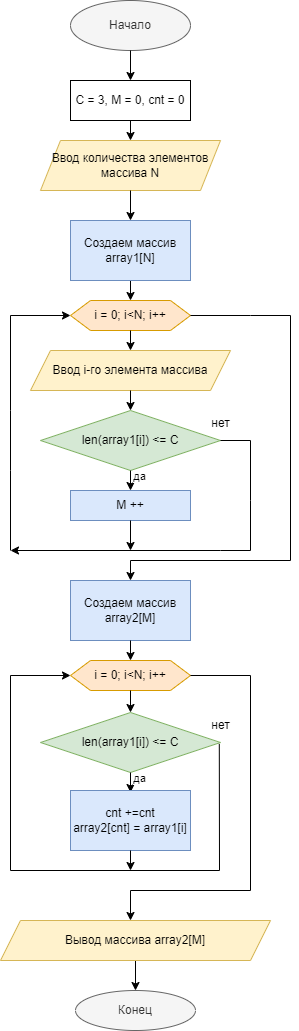 Начало
C = 3, M = 0, cnt = 0
Ввод количества элементов
массива N
Создаем массив
array1[N]
i = 0; i<N; i++
Ввод i-го элемента массива
нет
len(array1[i]) <= C
да
M ++
Создаем массив
array2[M]
i = 0; i<N; i++
нет
len(array1[i]) <= C
да
cnt +=cnt
array2[cnt] = array1[i]
Вывод массива array2[M]
Конец